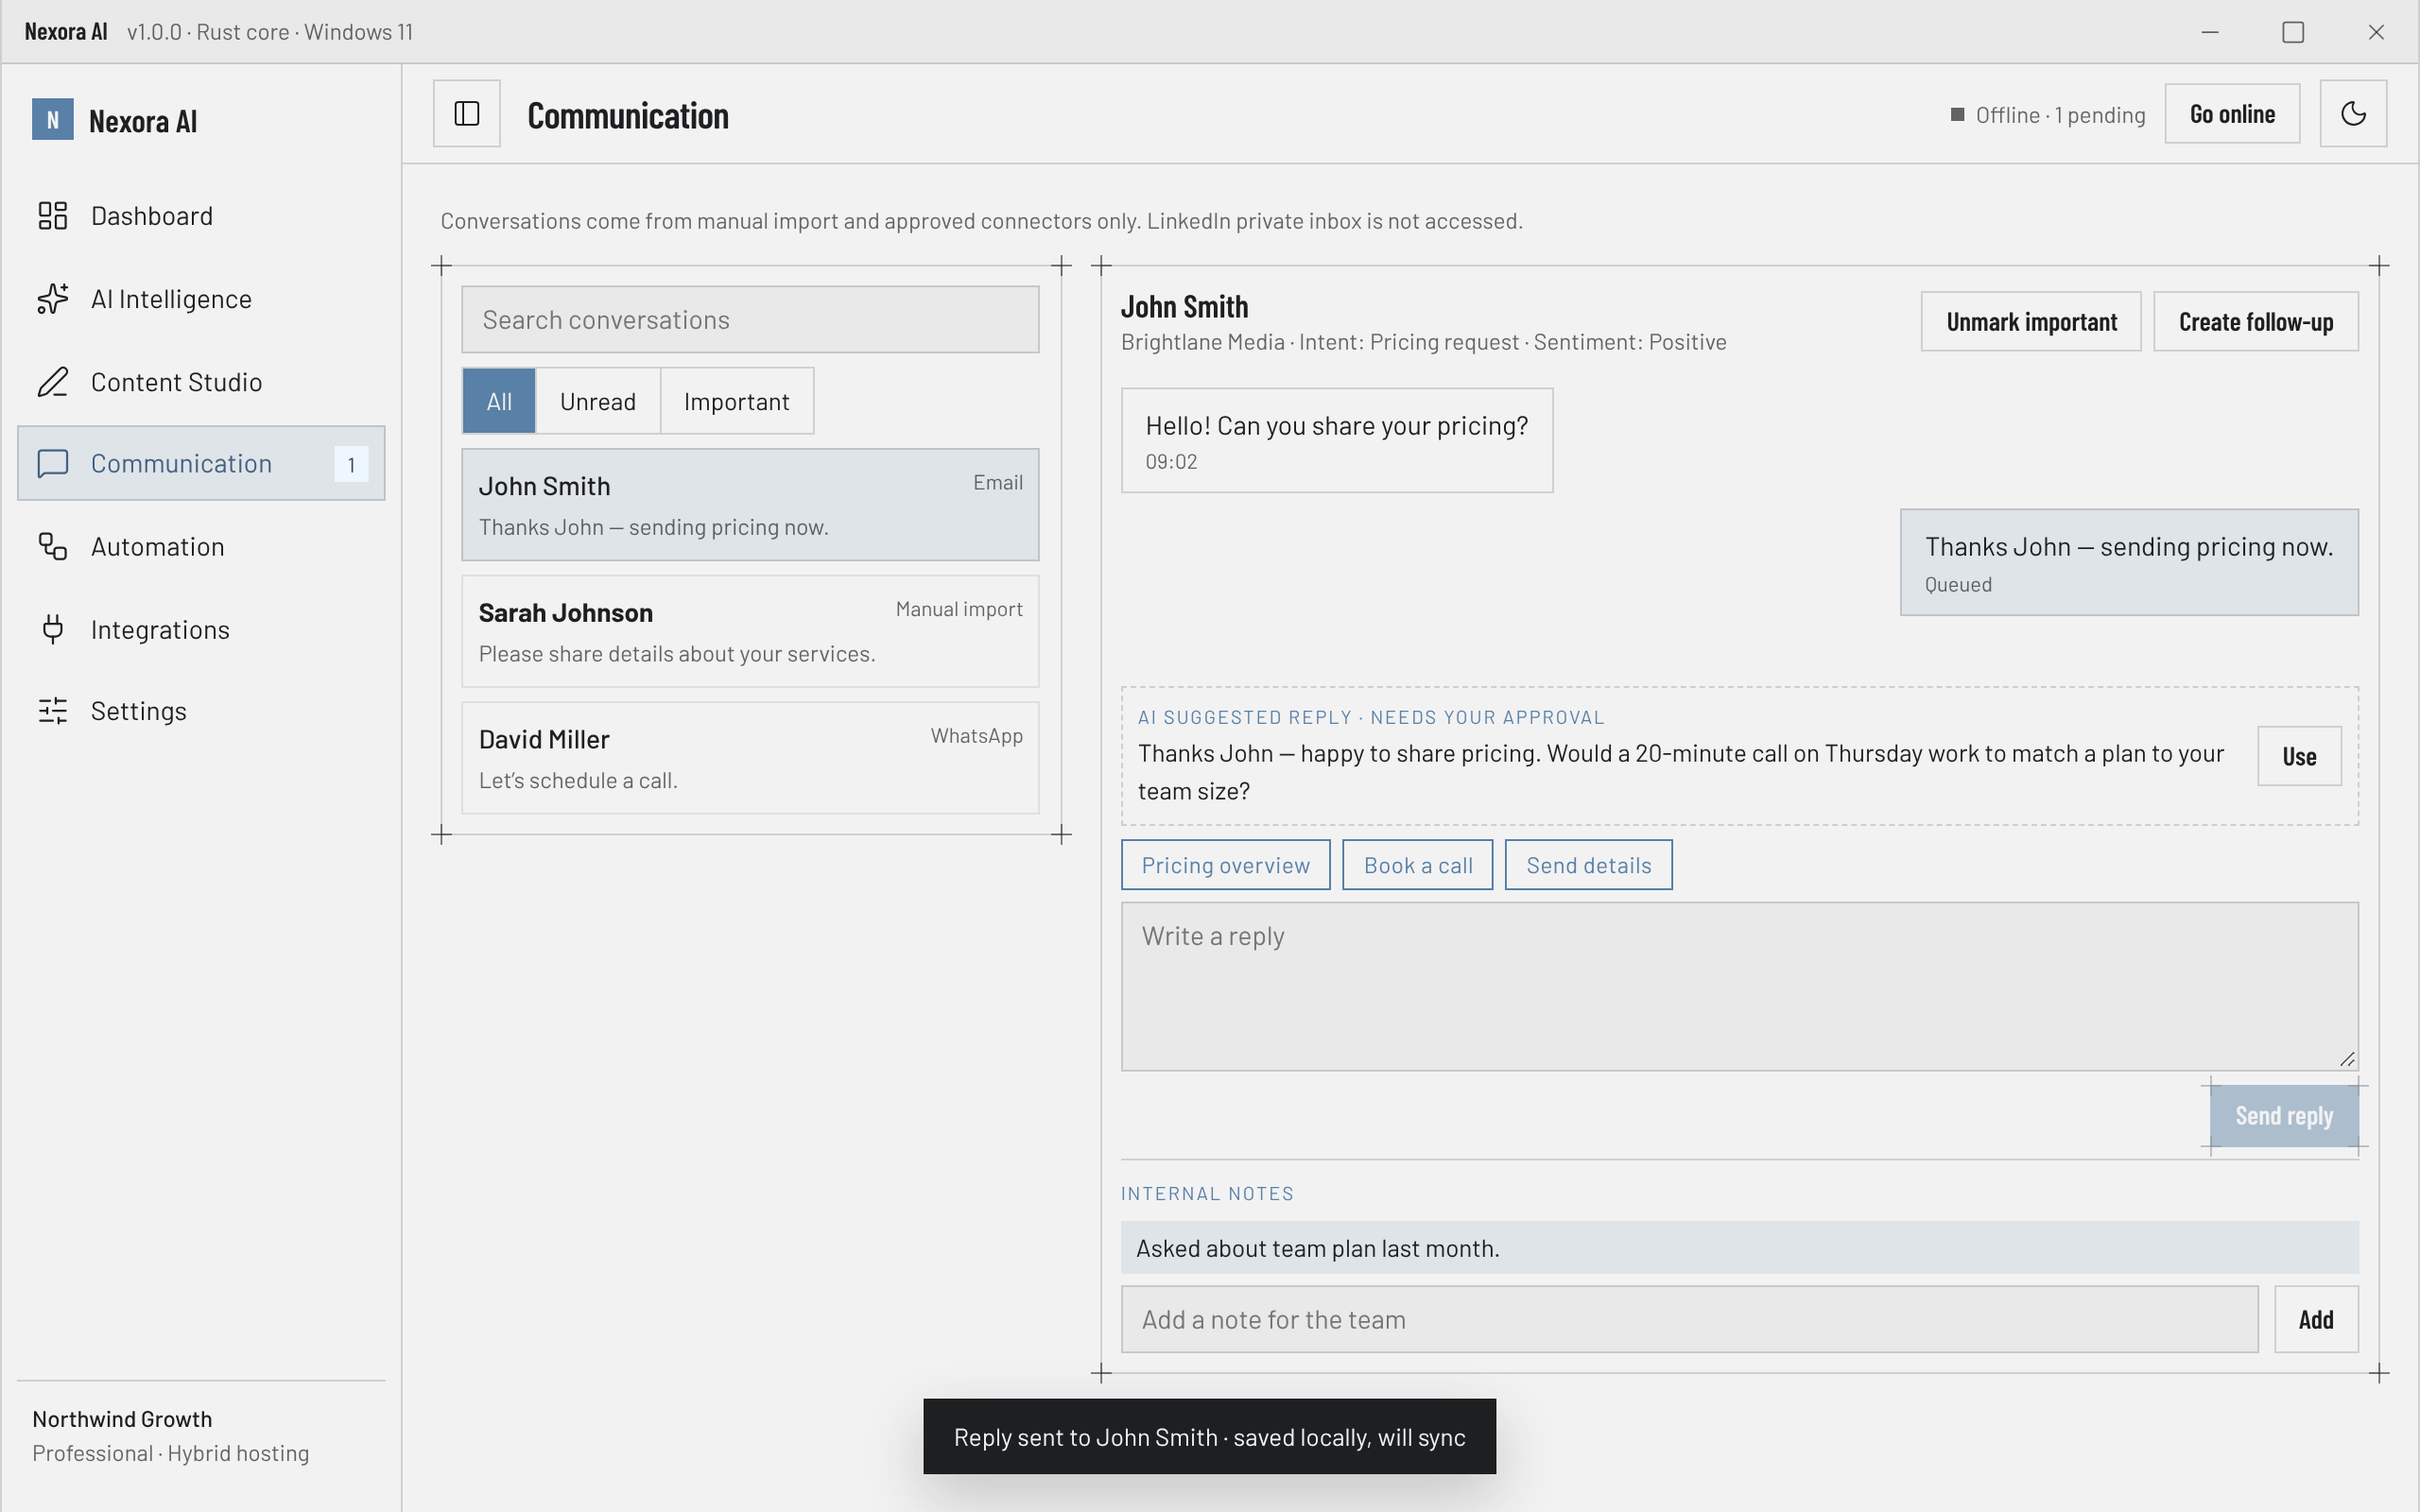 Nexora AI v1.0.0 · Rust core · Windows 11
N Nexora AI
Dashboard
AI Intelligence
Content Studio
Communication 1
Automation
Integrations
Settings
Northwind Growth
Professional · Hybrid hosting
Communication
Offline · 1 pending
Go online
Conversations come from manual import and approved connectors only. LinkedIn private inbox is not accessed.
Search conversations
All Unread Important
John Smith Email
Thanks John — sending pricing now.
Sarah Johnson Manual import
Please share details about your services.
David Miller WhatsApp
Let’s schedule a call.
John Smith
Brightlane Media · Intent: Pricing request · Sentiment: Positive
Unmark important Create follow-up
Hello! Can you share your pricing?
09:02
Thanks John — sending pricing now.
Queued
AI SUGGESTED REPLY · NEEDS YOUR APPROVAL
Thanks John — happy to share pricing. Would a 20-minute call on Thursday work to match a plan to your
team size?
Use
Pricing overview Book a call Send details
Write a reply
Send reply
INTERNAL NOTES
Asked about team plan last month.
Add a note for the team Add
Reply sent to John Smith · saved locally, will sync